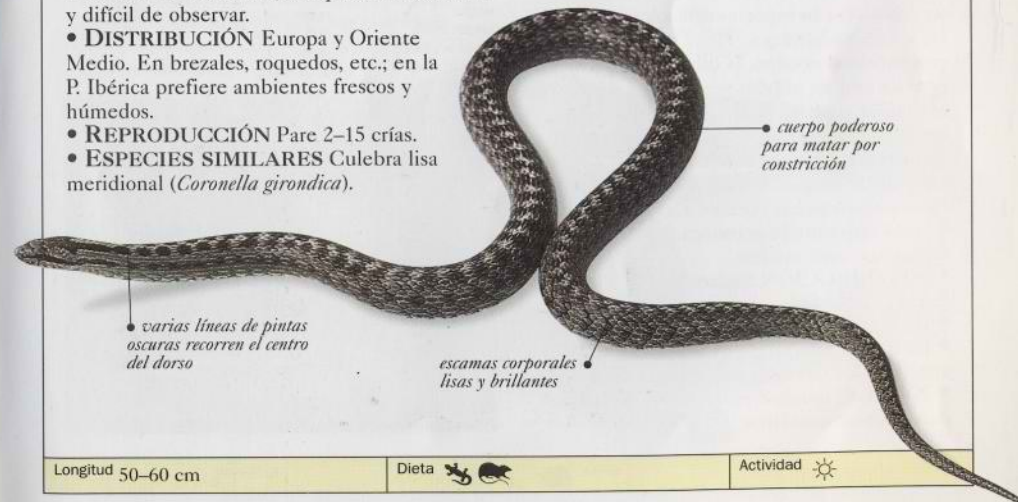 y difícil de observar.
• DISTRIBUCIÓN Europa y Oriente
Medio. En brezales, roquedos, etc.; en la
P. Ibérica prefiere ambientes frescos y
húmedos.
• REPRODUCCIÓN Pare 2–15 crías.
• ESPECIES SIMILARES Culebra lisa
meridional (Coronella girondica).
cuerpo poderoso
para matar por
constricción
varias líneas de pintas
oscuras recorren el centro
del dorso
escamas corporales
lisas y brillantes
Longitud 50–60 cm
Dieta
Actividad